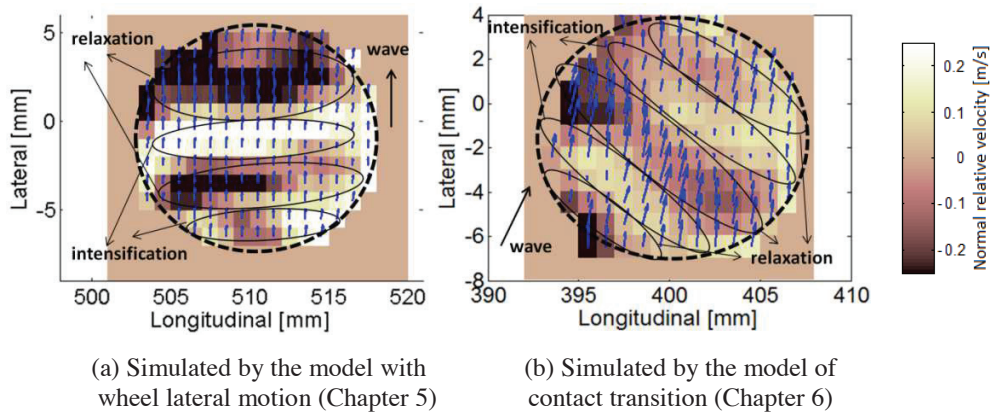 relaxation
wave
intensification
Lateral [mm]
5
0
-5
500
505
510
515
520
Longitudinal [mm]
intensification
wave
relaxation
Lateral [mm]
4
2
0
-2
-4
-6
-8
390
395
400
405
410
Longitudinal [mm]
0.2
0.1
0
-0.1
-0.2
Normal relative velocity [m/s]
(a) Simulated by the model with
wheel lateral motion (Chapter 5)
(b) Simulated by the model of
contact transition (Chapter 6)